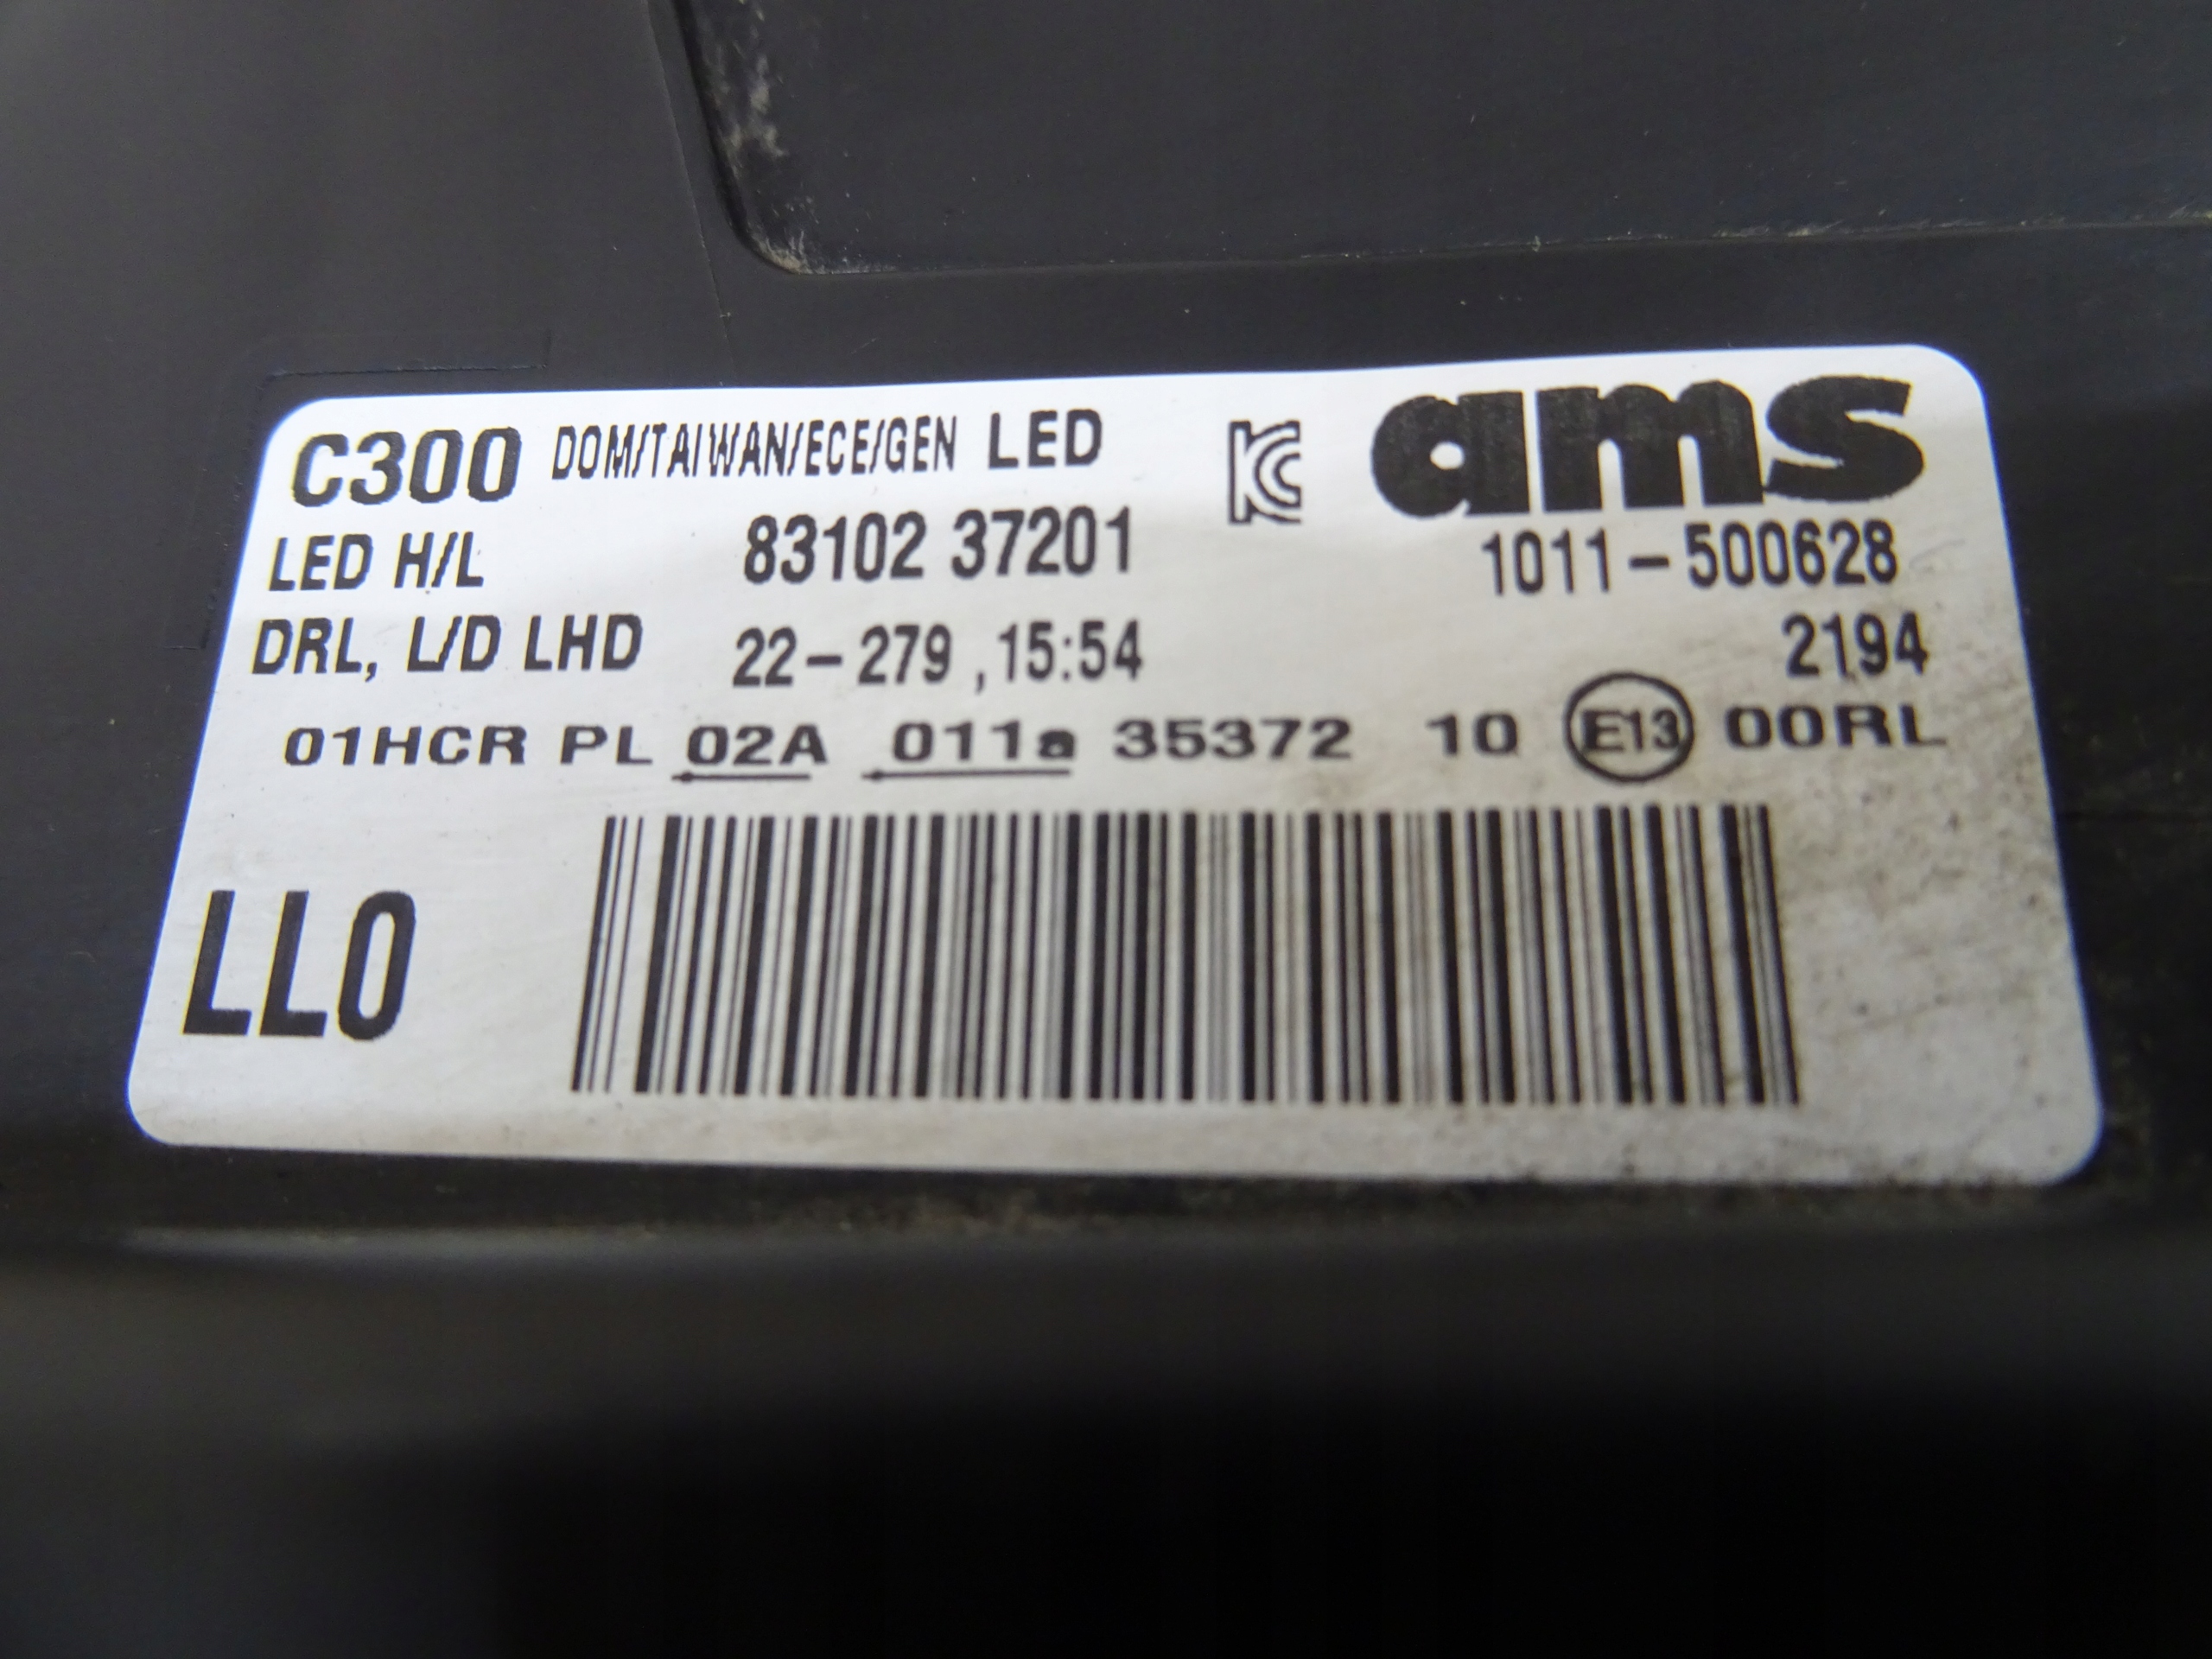 C300 DOM/TAIWAN/ECE/GEN LED KC ams
LED H/L 83102 37201 1011-500628
DRL, L/D LHD 22-279 ,15:54 2194
01HCR PL 02A 011a 35372 10 E13 00RL
LL0